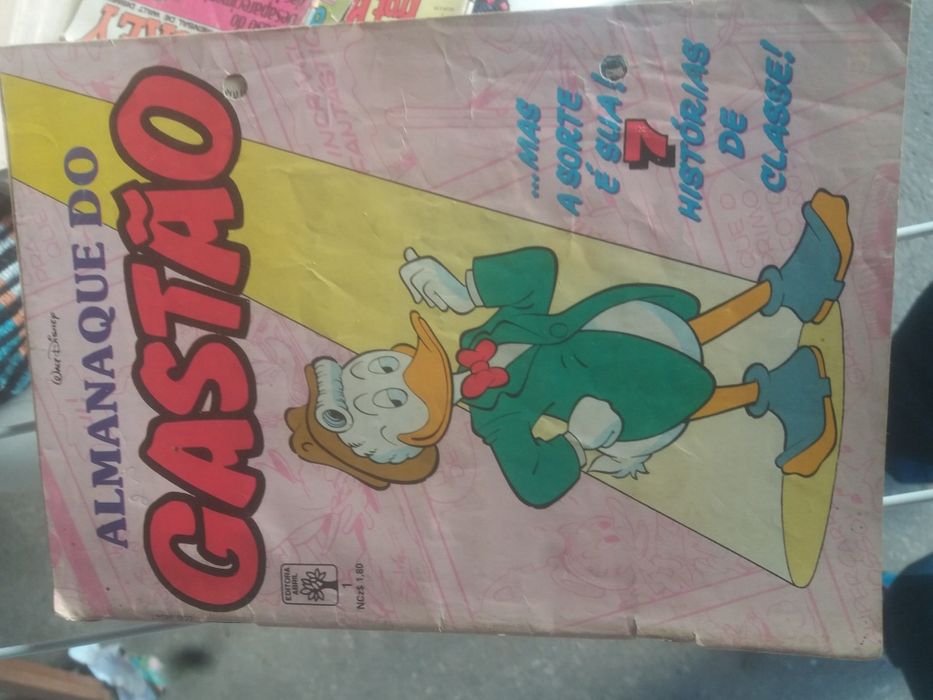 Walt Disney
ALMANAQUE DO
GASTÃO
EDITORA
ABRIL
1
NCz$ 1,80
...MAS
A SORTE
É SUA!
7
HISTÓRIAS
DE
CLASSE!